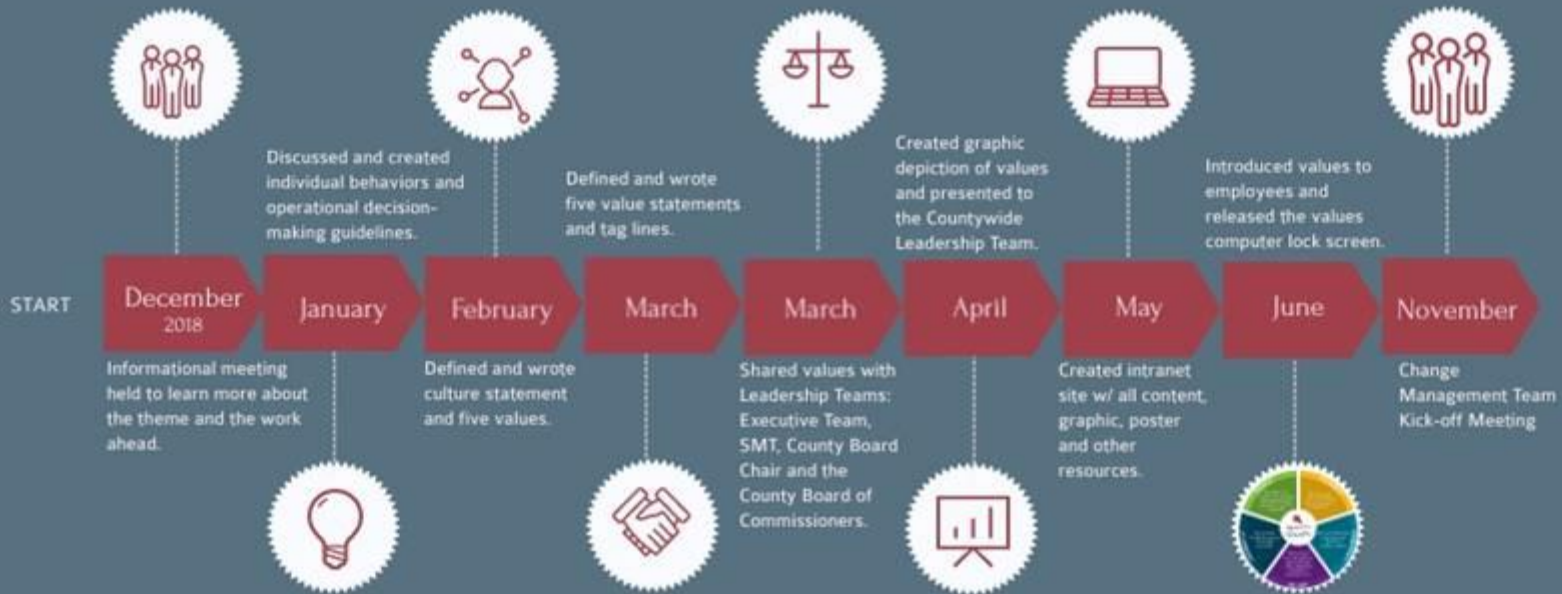 START
December
2018
Informational meeting
held to learn more about
the theme and the work
ahead.
Discussed and created
individual behaviors and
operational decision-
making guidelines.
January
February
Defined and wrote
culture statement
and five values.
Defined and wrote
five value statements
and tag lines.
March
March
Shared values with
Leadership Teams:
Executive Team,
SMT, County Board
Chair and the
County Board of
Commissioners.
Created graphic
depiction of values
and presented to
the Countywide
Leadership Team.
April
May
Created intranet
site w/ all content,
graphic, poster
and other
resources.
Introduced values to
employees and
released the values
computer lock screen.
June
November
Change
Management Team
Kick-off Meeting